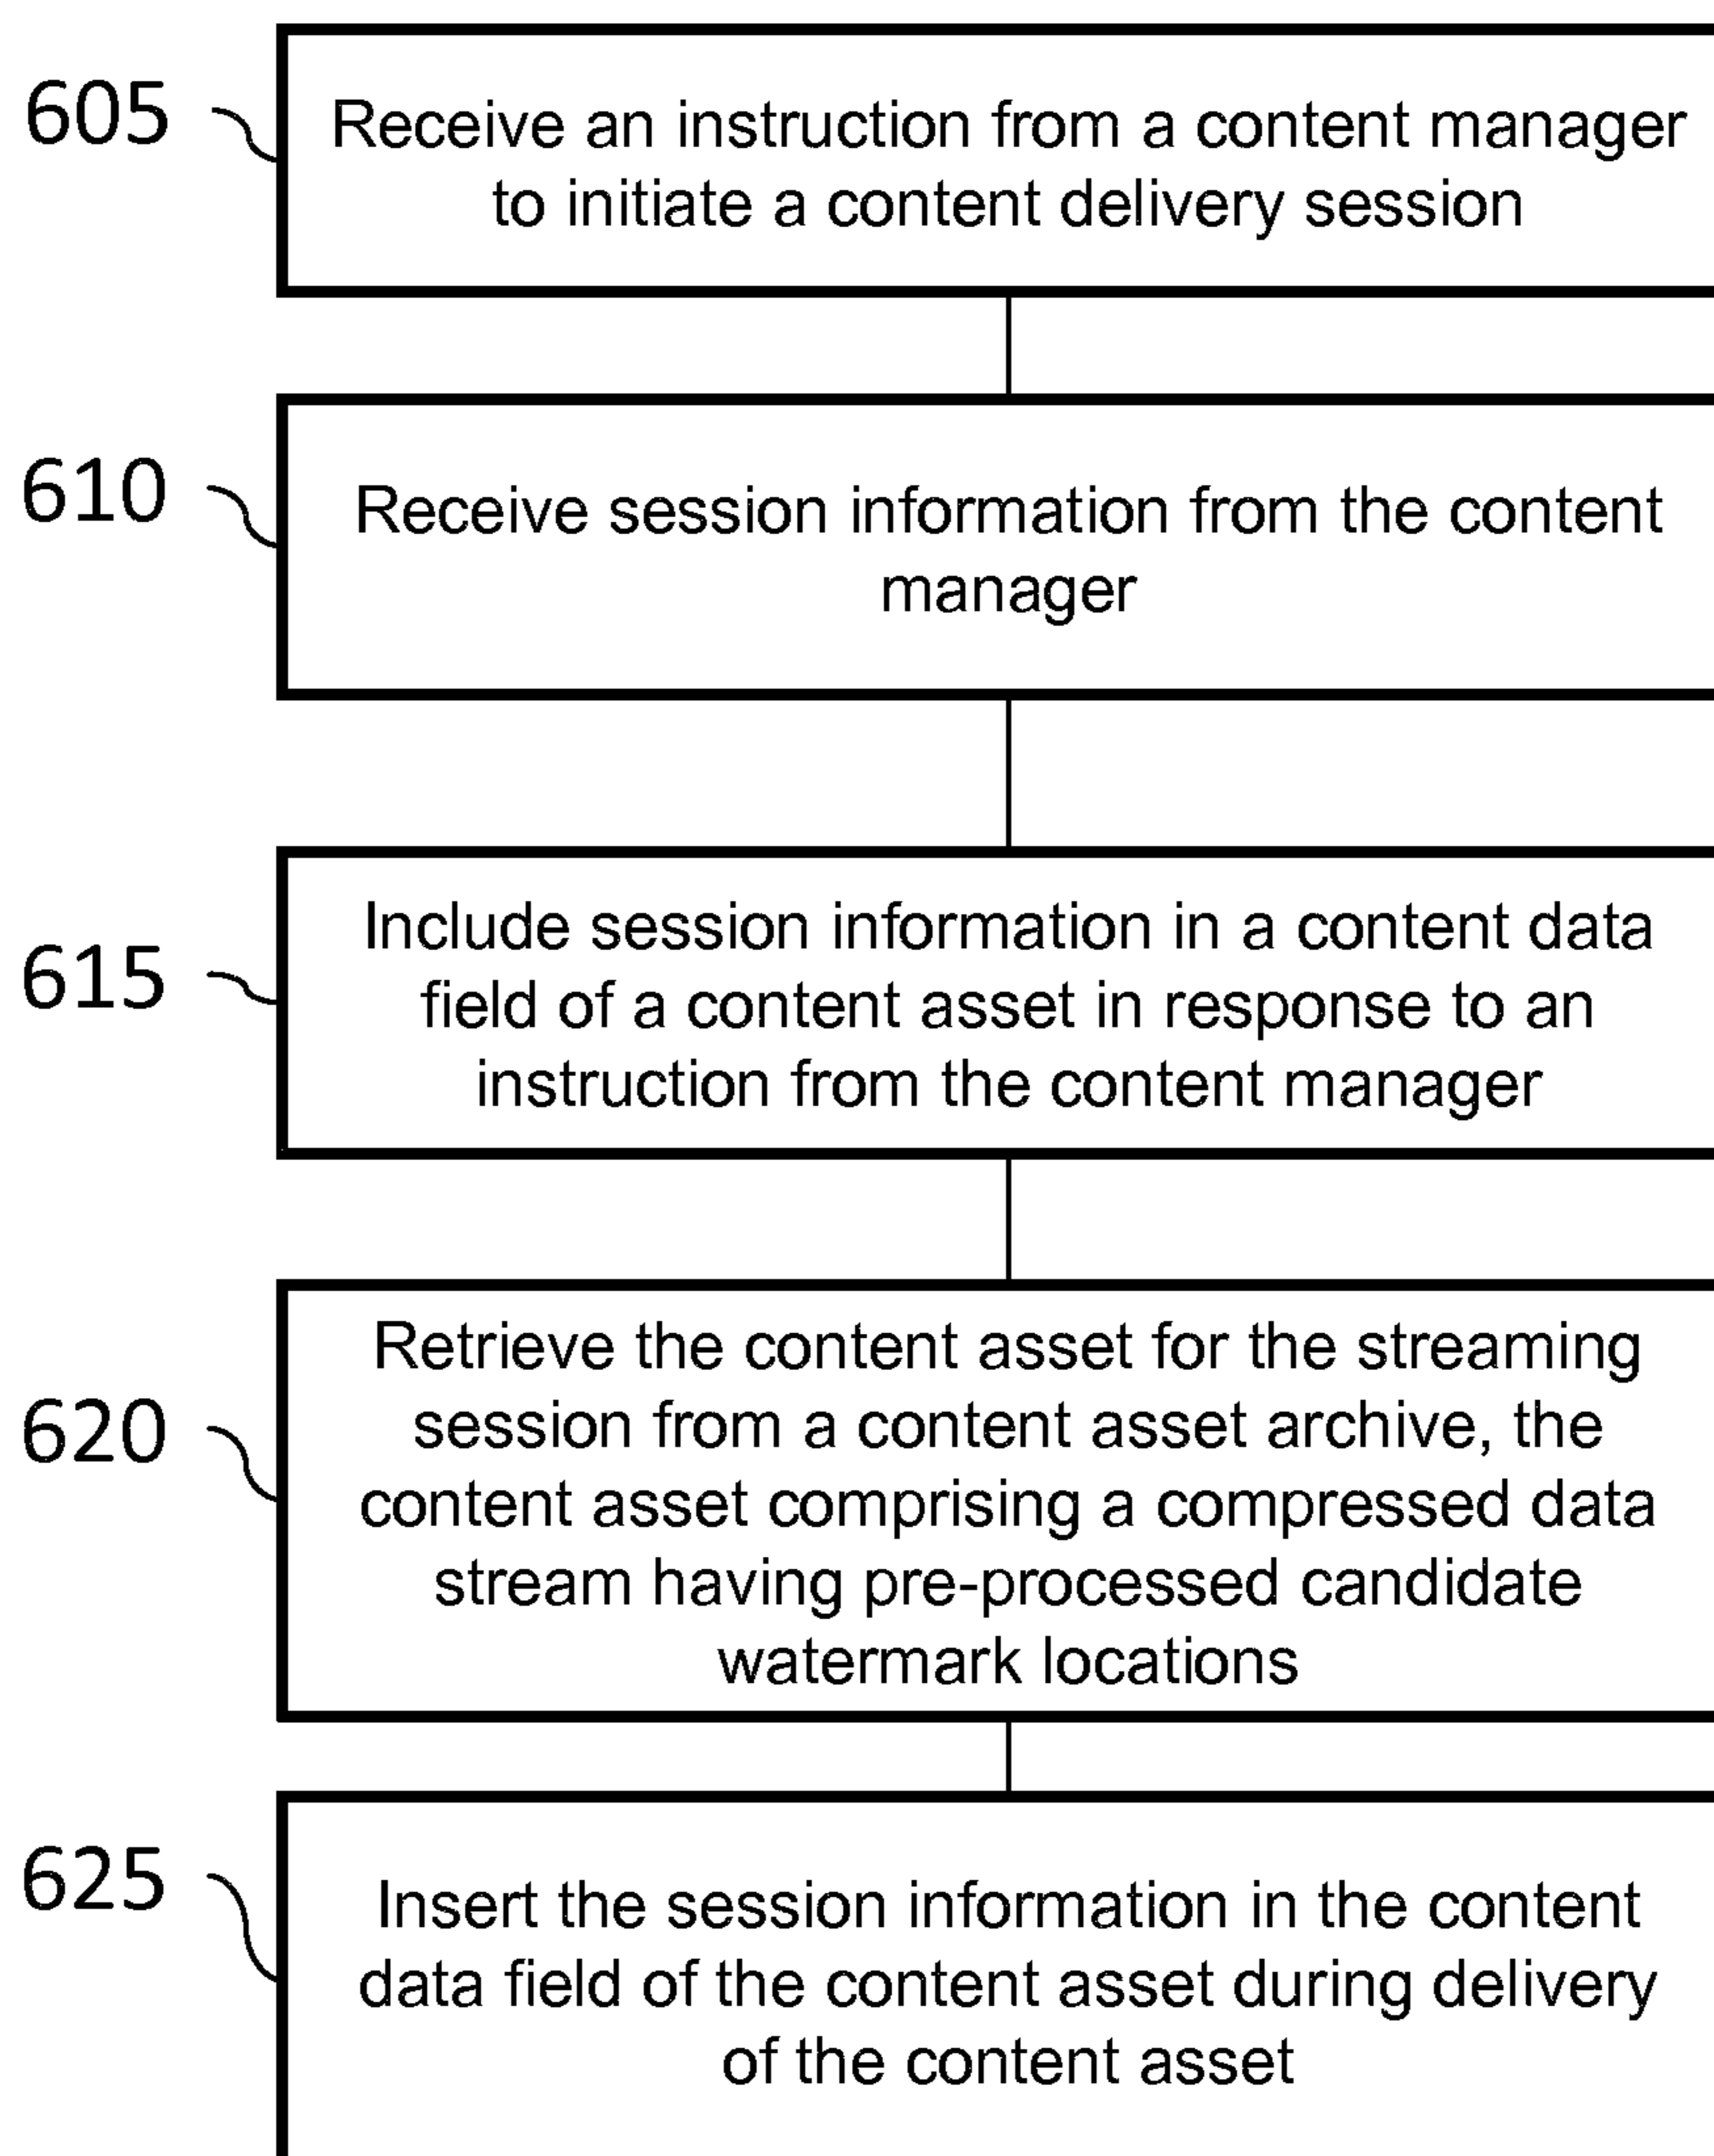 605
Receive an instruction from a content manager
to initiate a content delivery session
610
Receive session information from the content
manager
615
Include session information in a content data
field of a content asset in response to an
instruction from the content manager
620
Retrieve the content asset for the streaming
session from a content asset archive, the
content asset comprising a compressed data
stream having pre-processed candidate
watermark locations
625
Insert the session information in the content
data field of the content asset during delivery
of the content asset